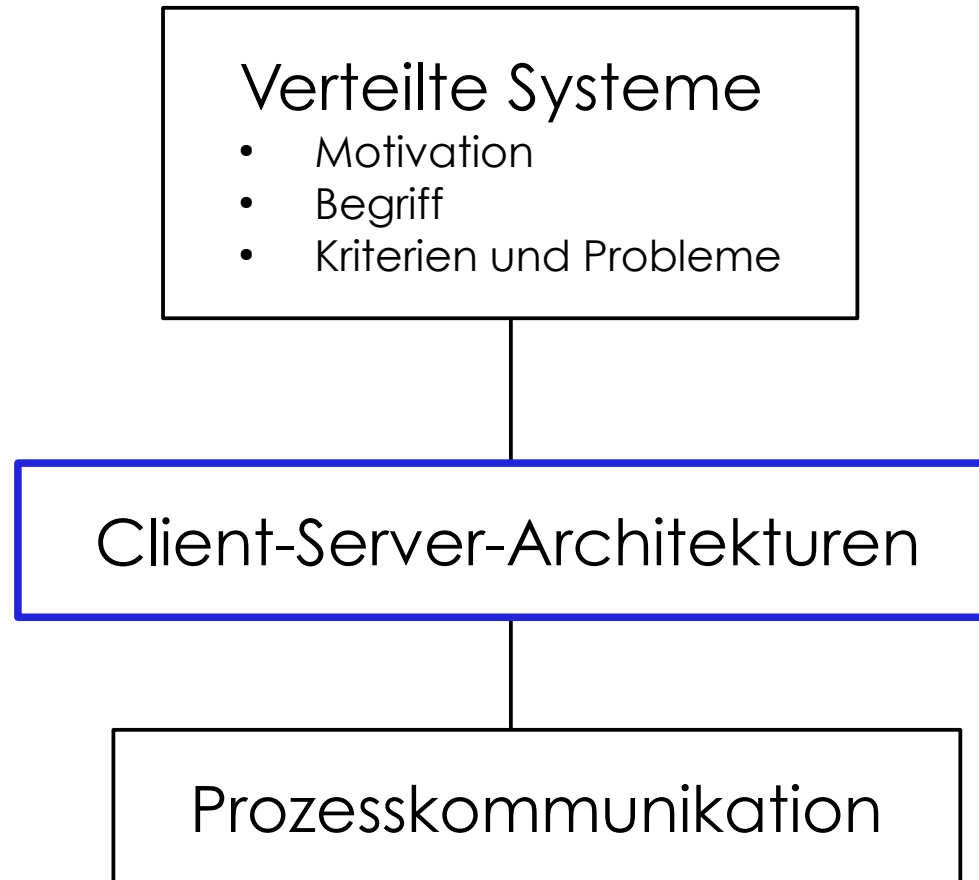 Verteilte Systeme
• Motivation
• Begriff
• Kriterien und Probleme
Client-Server-Architekturen
Prozesskommunikation